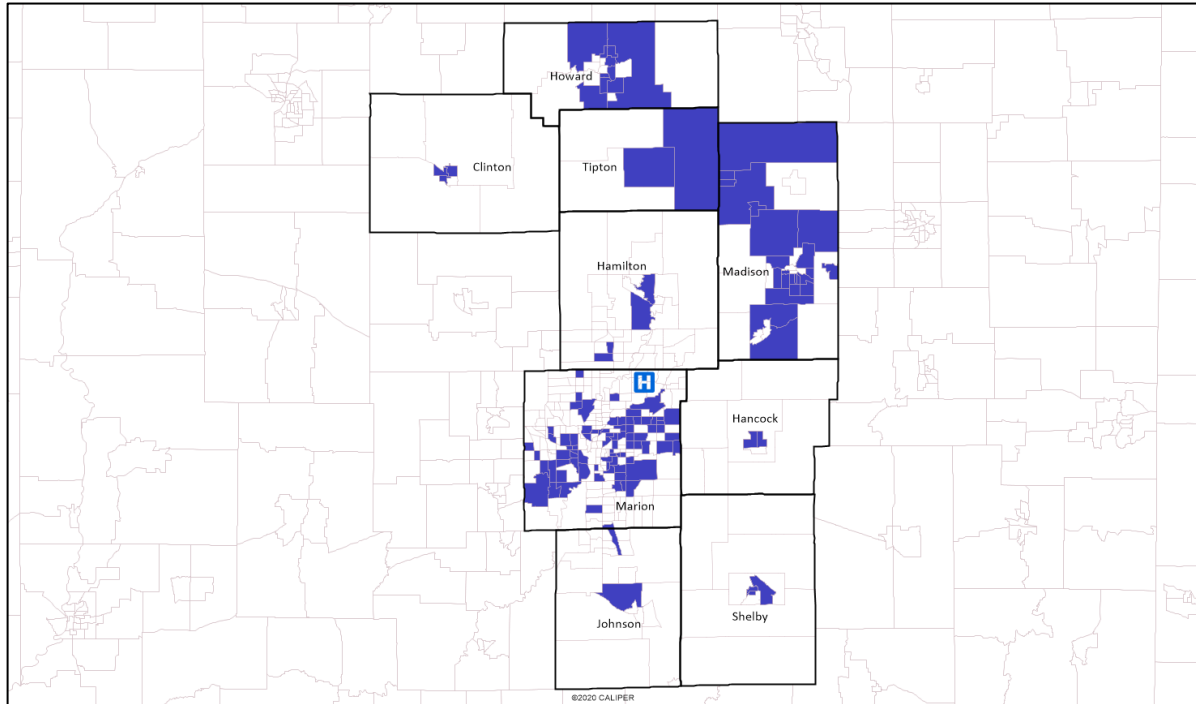 Howard
Clinton
Tipton
Hamilton
Madison
H
Hancock
Marion
Johnson
Shelby
©2020 CALIPER